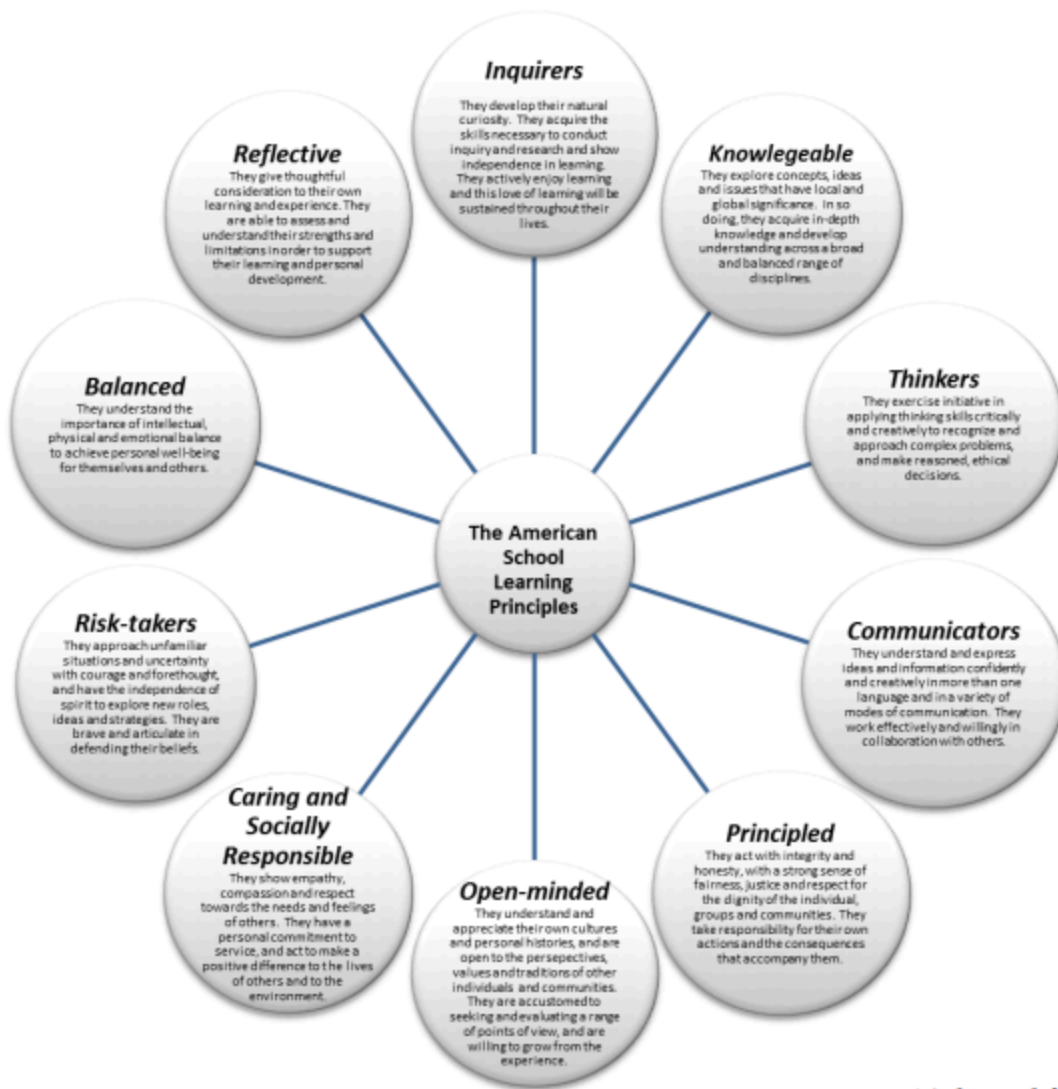 Inquirers
They develop their natural
curiosity. They acquire the
skills necessary to conduct
inquiry and research and show
independence in learning.
They actively enjoy learning
and this love of learning will be
sustained throughout their
lives.
Knowlegeable
They explore concepts, ideas
and issues that have local and
global significance. In so
doing, they acquire in-depth
knowledge and develop
understanding across a broad
and balanced range of
disciplines.
Thinkers
They exercise initiative in
applying thinking skills critically
and creatively to recognize and
approach complex problems,
and make reasoned, ethical
decisions.
Communicators
They understand and express
ideas and information confidently
and creatively in more than one
language and in a variety of
modes of communication. They
work effectively and willingly in
collaboration with others.
Principled
They act with integrity and
honesty, with a strong sense of
fairness, justice and respect for
the dignity of the individual,
groups and communities. They
take responsibility for their own
actions and the consequences
that accompany them.
Open-minded
They understand and
appreciate their own cultures
and personal histories, and are
open to the persepectives,
values and traditions of other
individuals and communities.
They are accustomed to
seeking and evaluating a range
of points of view, and are
willing to grow from the
experience.
Caring and
Socially
Responsible
They show empathy,
compassion and respect
towards the needs and feelings
of others. They have a
personal commitment to
service, and act to make a
positive difference to the lives
of others and to the
environment.
Risk-takers
They approach unfamiliar
situations and uncertainty
with courage and forethought,
and have the independence of
spirit to explore new roles,
ideas and strategies. They are
brave and articulate in
defending their beliefs.
Balanced
They understand the
importance of intellectual,
physical and emotional balance
to achieve personal well-being
for themselves and others.
Reflective
They give thoughtful
consideration to their own
learning and experience. They
are able to assess and
understand their strengths and
limitations in order to support
their learning and personal
development.
The American
School
Learning
Principles